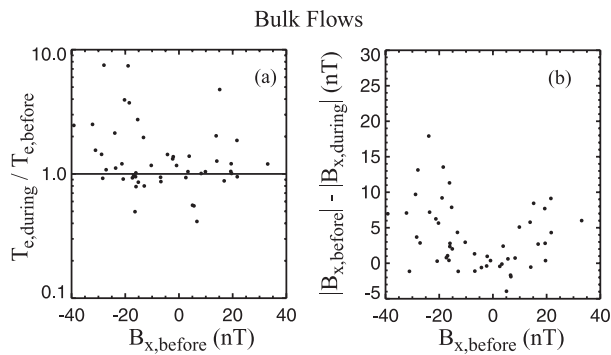 Bulk Flows
(a)
10.0
1.0
0.1
T_e,during / T_e,before
-40 -20 0 20 40
B_x,before (nT)
(b)
30
25
20
15
10
5
0
-5
|B_x,before| - |B_x,during| (nT)
-40 -20 0 20 40
B_x,before (nT)